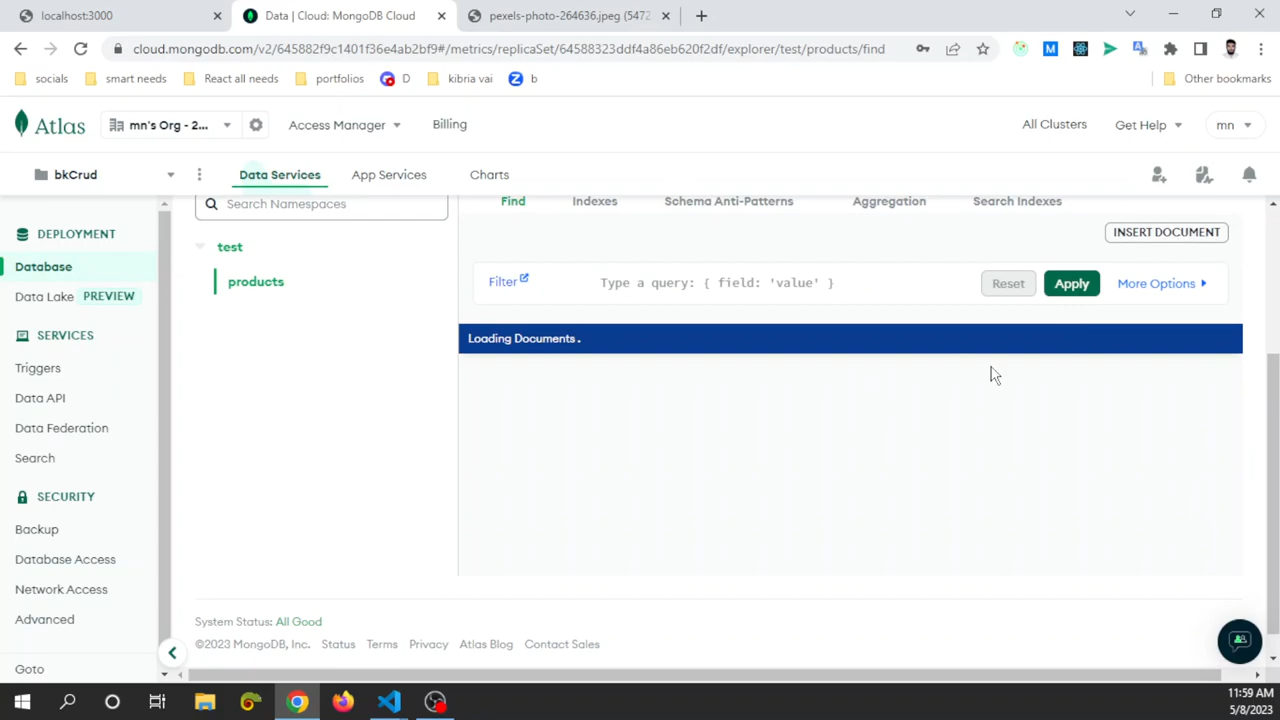 localhost:3000
Data | Cloud: MongoDB Cloud
pexels-photo-264636.jpeg (5472
cloud.mongodb.com/v2/645882f9c1401f36e4ab2bf9#/metrics/replicaSet/64588323ddf4a86eb620f2df/explorer/test/products/find
socials
smart needs
React all needs
portfolios
D
kibria vai
b
Other bookmarks
Atlas
mn's Org - 2...
Access Manager
Billing
All Clusters
Get Help
mn
bkCrud
Data Services
App Services
Charts
DEPLOYMENT
Database
Data Lake PREVIEW
SERVICES
Triggers
Data API
Data Federation
Search
SECURITY
Backup
Database Access
Network Access
Advanced
Goto
Search Namespaces
test
products
Find
Indexes
Schema Anti-Patterns
Aggregation
Search Indexes
INSERT DOCUMENT
Filter
Type a query: { field: 'value' }
Reset
Apply
More Options
Loading Documents .
System Status: All Good
©2023 MongoDB, Inc.
Status
Terms
Privacy
Atlas Blog
Contact Sales
11:59 AM
5/8/2023